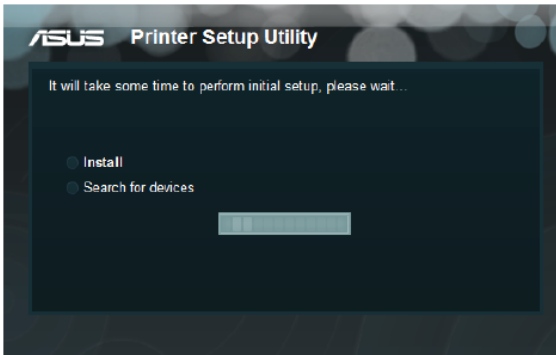 ASUS Printer Setup Utility
It will take some time to perform initial setup, please wait...
Install
Search for devices